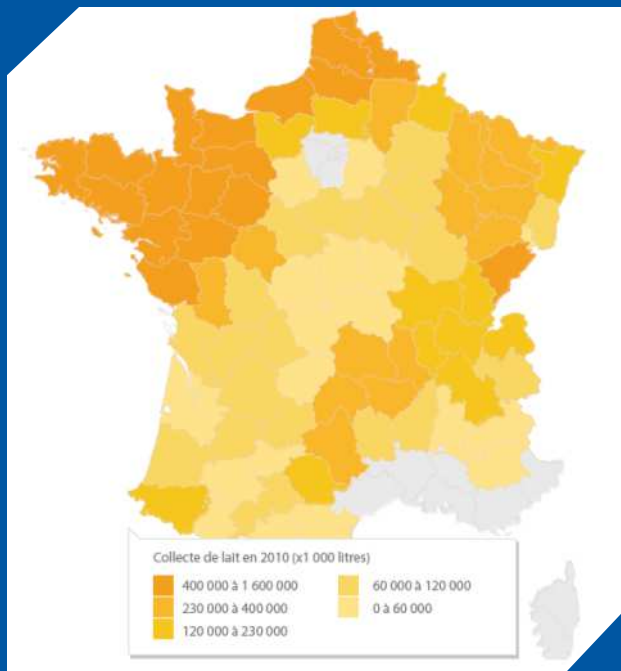 Collecte de lait en 2010 (x1 000 litres)
400 000 à 1 600 000
230 000 à 400 000
120 000 à 230 000
60 000 à 120 000
0 à 60 000